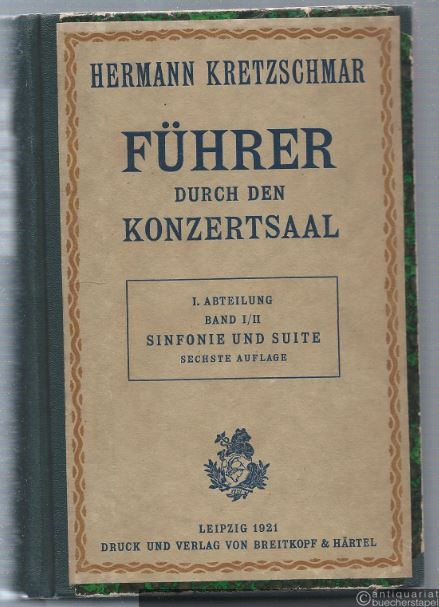 HERMANN KRETZSCHMAR
FÜHRER
DURCH DEN
KONZERTSAAL
I. ABTEILUNG
BAND I/II
SINFONIE UND SUITE
SECHSTE AUFLAGE
LEIPZIG 1921
DRUCK UND VERLAG VON BREITKOPF & HÄRTEL
antiquariat
buecherstapel